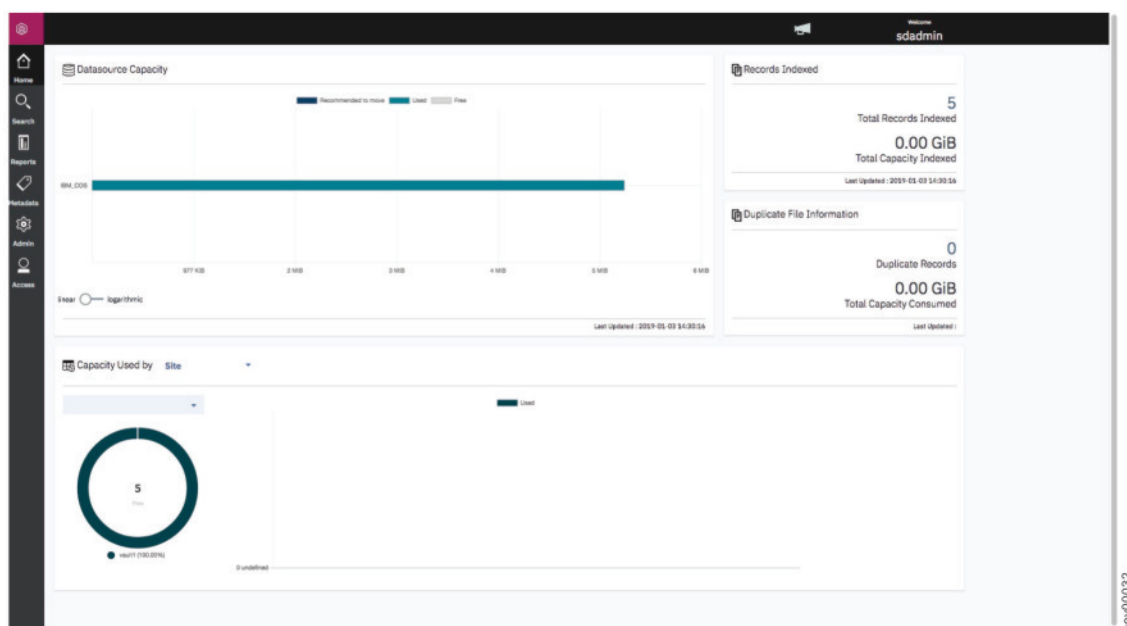 Welcome
sdadmin
Home
Search
Reports
Metadata
Admin
Access
Datasource Capacity
Recommended to move Used Free
IBM_COS
977 KiB 2 MiB 3 MiB 4 MiB 5 MiB 6 MiB
linear logarithmic
Last Updated : 2019-01-03 14:30:16
Records Indexed
5
Total Records Indexed
0.00 GiB
Total Capacity Indexed
Last Updated : 2019-01-03 14:30:16
Duplicate File Information
0
Duplicate Records
0.00 GiB
Total Capacity Consumed
Last Updated :
Capacity Used by Site
Used
5
Files
vault1 (100.00%)
0 undefined